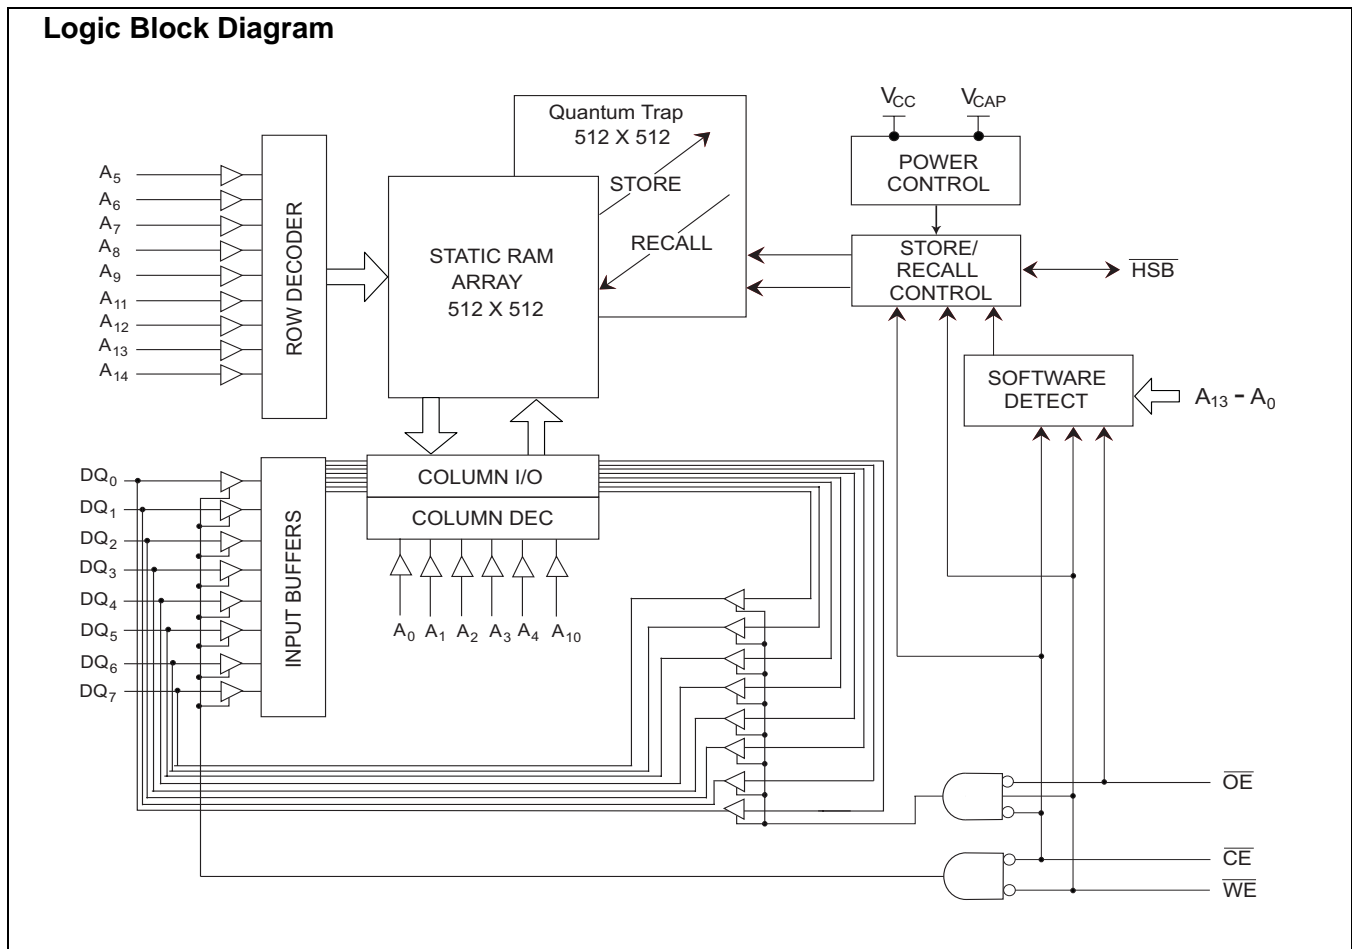 Logic Block Diagram
Quantum Trap
512 X 512
STORE
RECALL
V_CC
V_CAP
POWER
CONTROL
A5
A6
A7
A8
A9
A11
A12
A13
A14
ROW DECODER
STATIC RAM
ARRAY
512 X 512
STORE/
RECALL
CONTROL
HSB
SOFTWARE
DETECT
A13 - A0
DQ0
DQ1
DQ2
DQ3
DQ4
DQ5
DQ6
DQ7
INPUT BUFFERS
COLUMN I/O
COLUMN DEC
A0 A1 A2 A3 A4 A10
OE
CE
WE